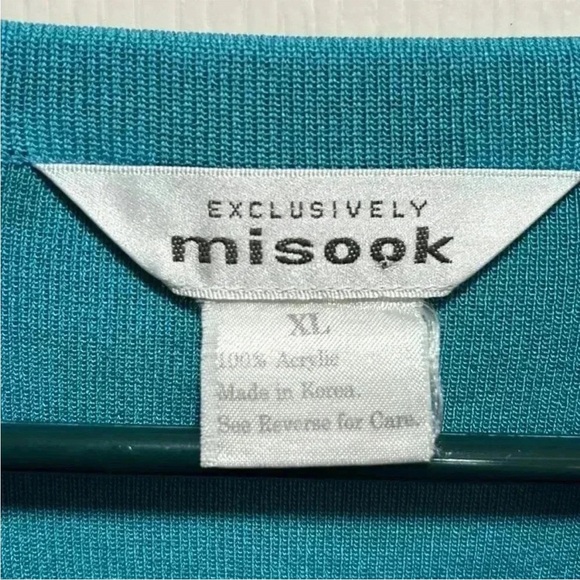 EXCLUSIVELY
misook
XL
100% Acrylic
Made in Korea.
See Reverse for Care.